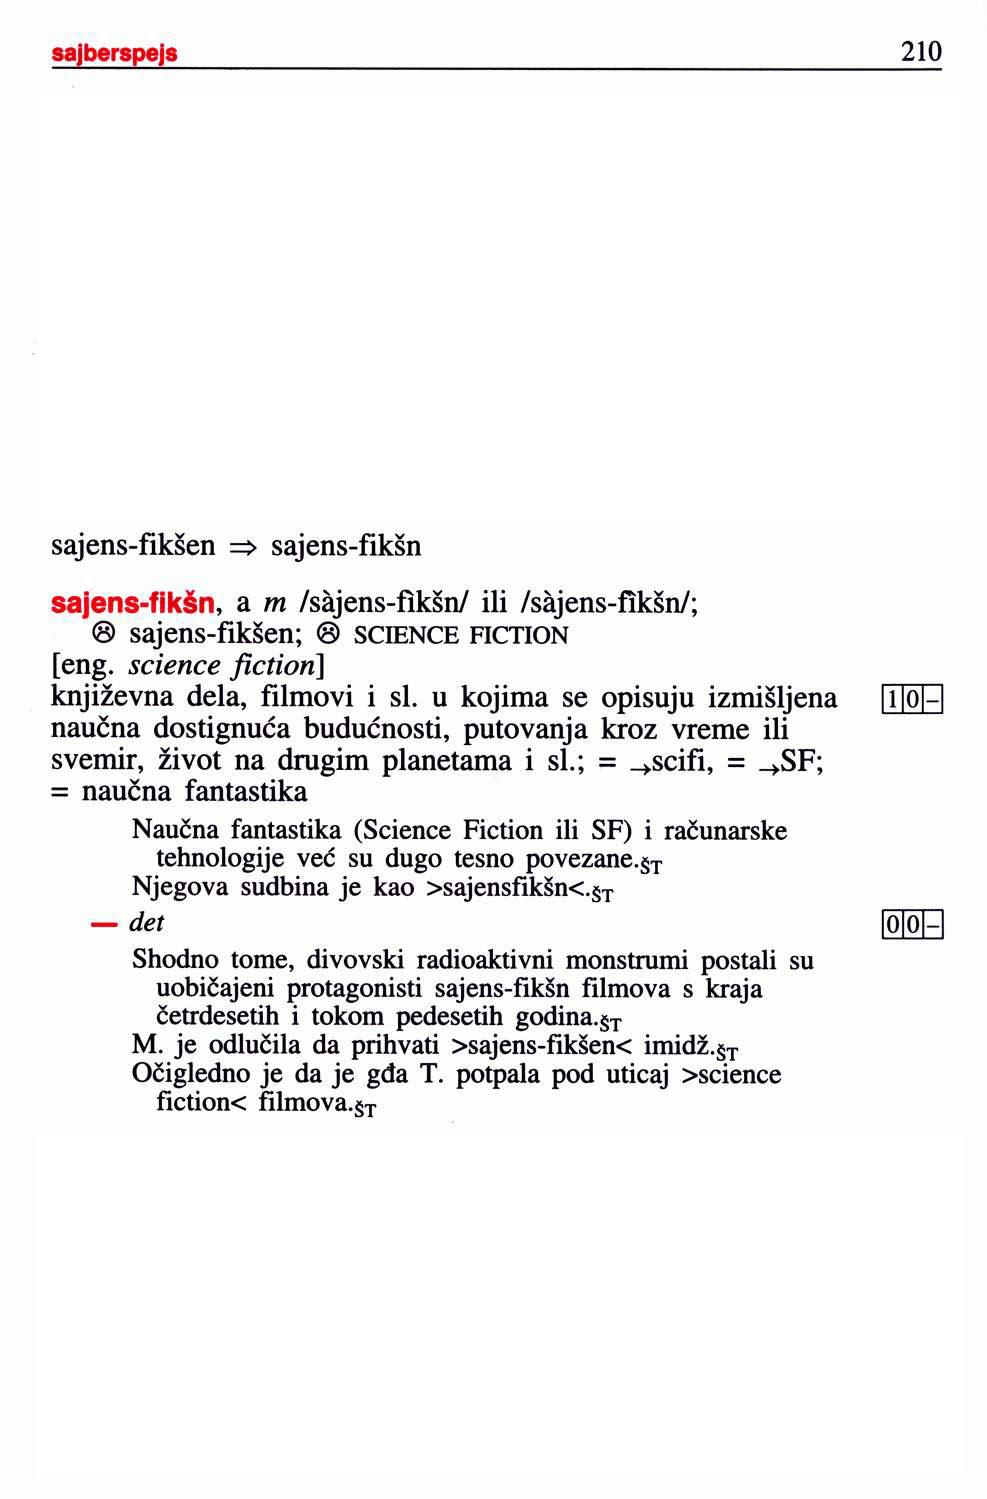 sajberspejs 210
sajens-fikšen ⇒ sajens-fikšn
sajens-fikšn, a m /sàjens-fìkšn/ ili /sàjens-fȉkšn/;
☹ sajens-fikšen; ☹ SCIENCE FICTION
[eng. science fiction]
književna dela, filmovi i sl. u kojima se opisuju izmišljena |1|0|–|
naučna dostignuća budućnosti, putovanja kroz vreme ili
svemir, život na drugim planetama i sl.; = →scifi, = →SF;
= naučna fantastika
Naučna fantastika (Science Fiction ili SF) i računarske
tehnologije već su dugo tesno povezane.ŠT
Njegova sudbina je kao >sajensfikšn<.ŠT
— det |0|0|–|
Shodno tome, divovski radioaktivni monstrumi postali su
uobičajeni protagonisti sajens-fikšn filmova s kraja
četrdesetih i tokom pedesetih godina.ŠT
M. je odlučila da prihvati >sajens-fikšen< imidž.ŠT
Očigledno je da je gđa T. potpala pod uticaj >science
fiction< filmova.ŠT